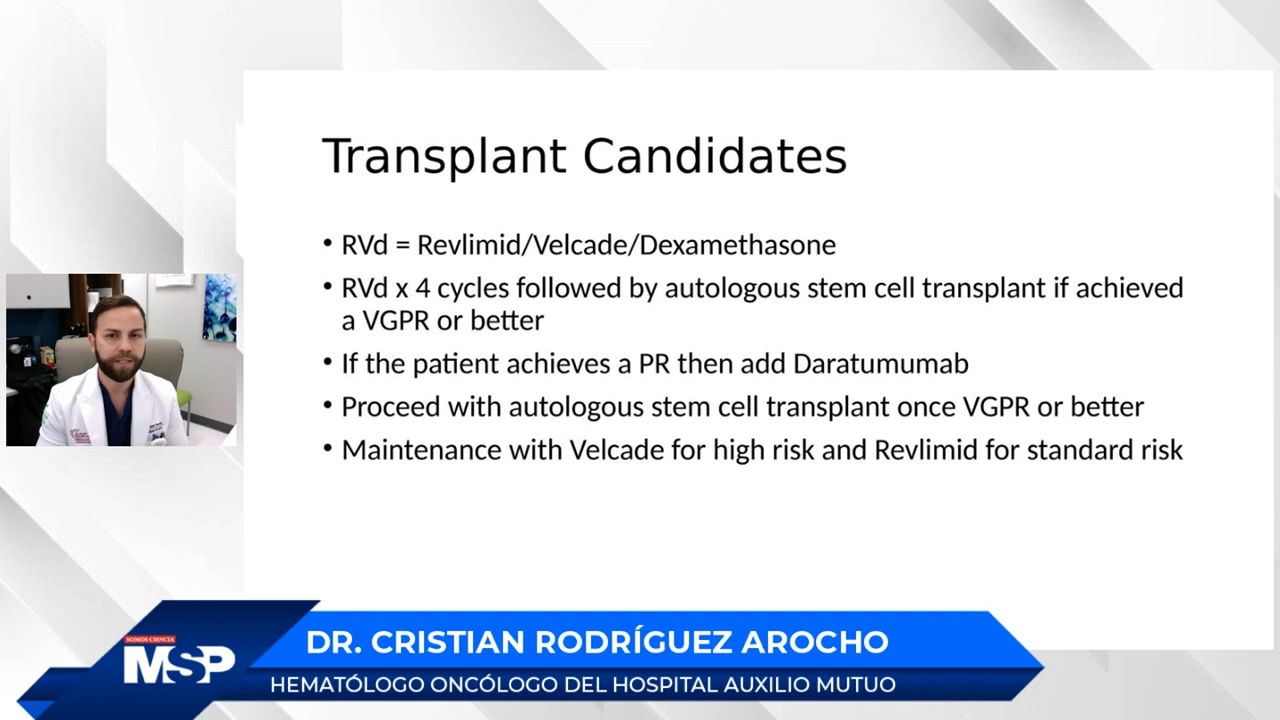 Transplant Candidates
• RVd = Revlimid/Velcade/Dexamethasone
• RVd x 4 cycles followed by autologous stem cell transplant if achieved
a VGPR or better
• If the patient achieves a PR then add Daratumumab
• Proceed with autologous stem cell transplant once VGPR or better
• Maintenance with Velcade for high risk and Revlimid for standard risk
SOMOS CIENCIA
MSP
DR. CRISTIAN RODRÍGUEZ AROCHO
HEMATÓLOGO ONCÓLOGO DEL HOSPITAL AUXILIO MUTUO